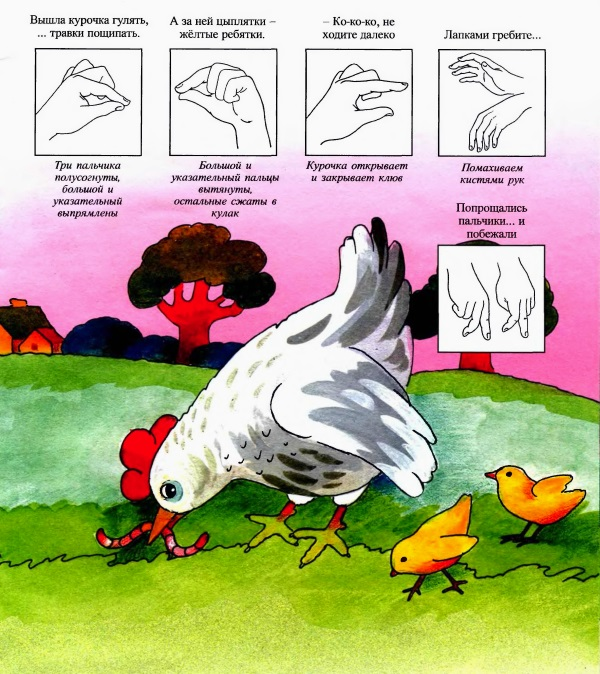 Вышла курочка гулять,
... травки пощипать.
Три пальчика
полусогнуты,
большой и
указательный
выпрямлены
А за ней цыплятки –
жёлтые ребятки.
Большой и
указательный пальцы
вытянуты,
остальные сжаты в
кулак
– Ко-ко-ко, не
ходите далеко
Курочка открывает
и закрывает клюв
Лапками гребите...
Помахиваем
кистями рук
Попрощались
пальчики... и
побежали